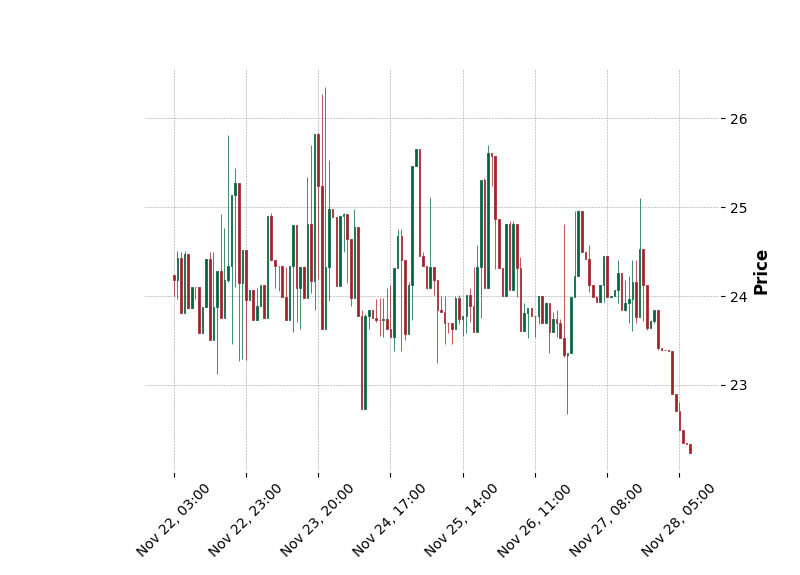 26
25
24
23
Price
Nov 22, 03:00
Nov 22, 23:00
Nov 23, 20:00
Nov 24, 17:00
Nov 25, 14:00
Nov 26, 11:00
Nov 27, 08:00
Nov 28, 05:00